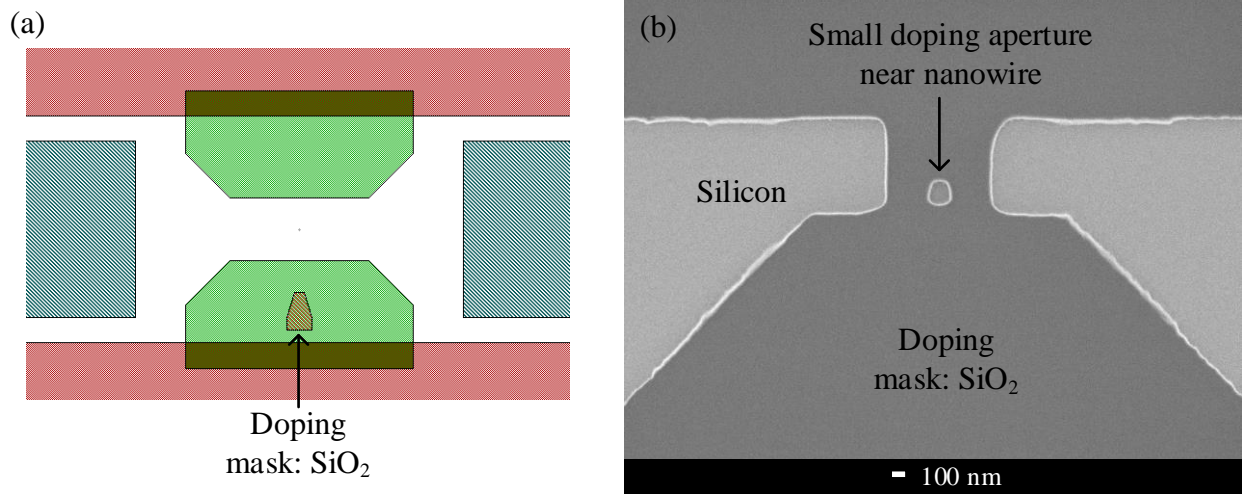 (a)
Doping
mask: SiO₂
(b)
Small doping aperture
near nanowire
Silicon
Doping
mask: SiO₂
100 nm